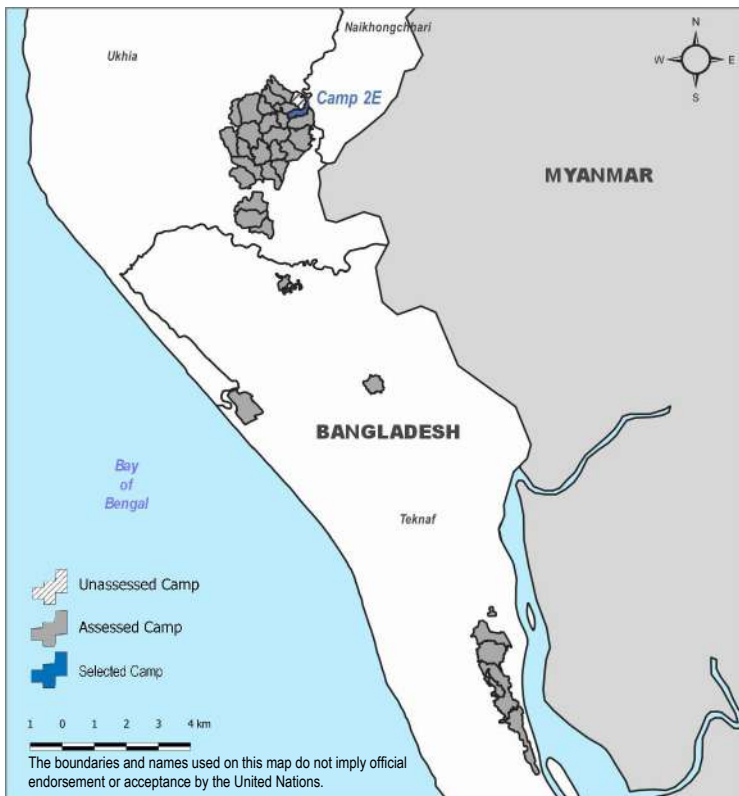 Naikhongchhari
N
Ukhia
W
E
S
Camp 2E
MYANMAR
BANGLADESH
Bay
of
Bengal
Teknaf
Unassessed Camp
Assessed Camp
Selected Camp
1 0 1 2 3 4 km
The boundaries and names used on this map do not imply official
endorsement or acceptance by the United Nations.